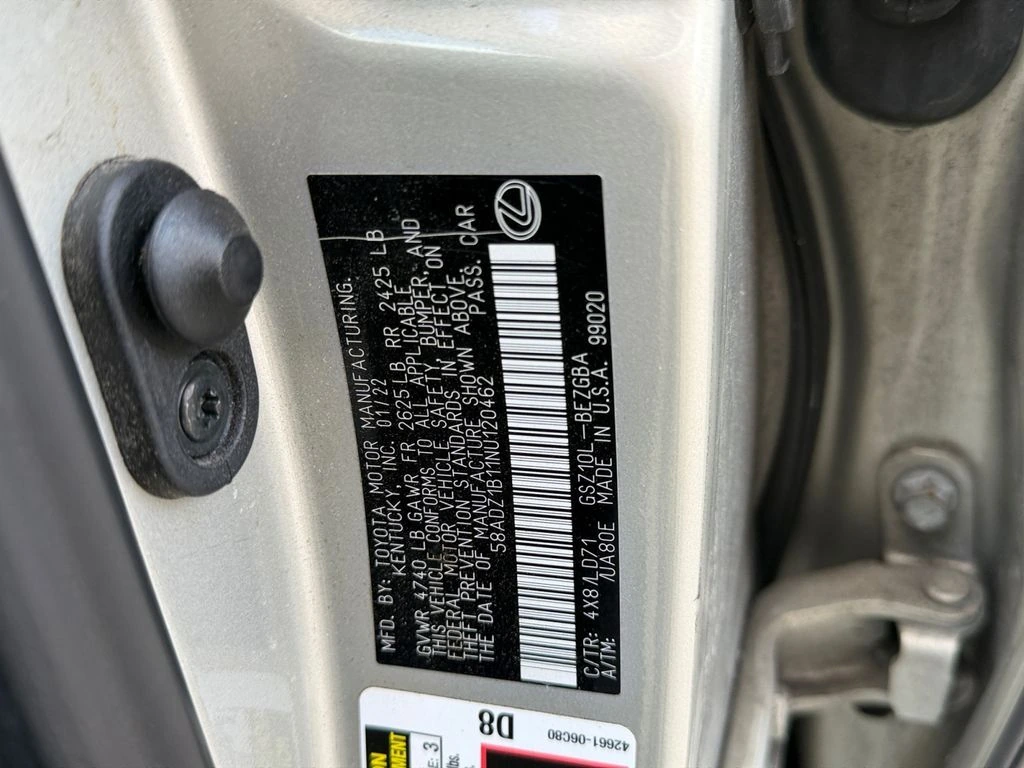 MFD. BY: TOYOTA MOTOR MANUFACTURING.
KENTUCKY, INC. 01/22
GVWR 4740 LB GAWR FR 2625 LB RR 2425 LB
THIS VEHICLE CONFORMS TO ALL APPLICABLE
FEDERAL MOTOR VEHICLE SAFETY, BUMPER, AND
THEFT PREVENTION STANDARDS IN EFFECT ON
THE DATE OF MANUFACTURE SHOWN ABOVE.
58ADZ1B11NU120462 PASS. CAR
C/TR: 4X8/LD71 GSZ10L-BEZGBA
A/TM: /UA80E MADE IN U.S.A. 99020
D8
42661-06C80
E: 3
lbs.